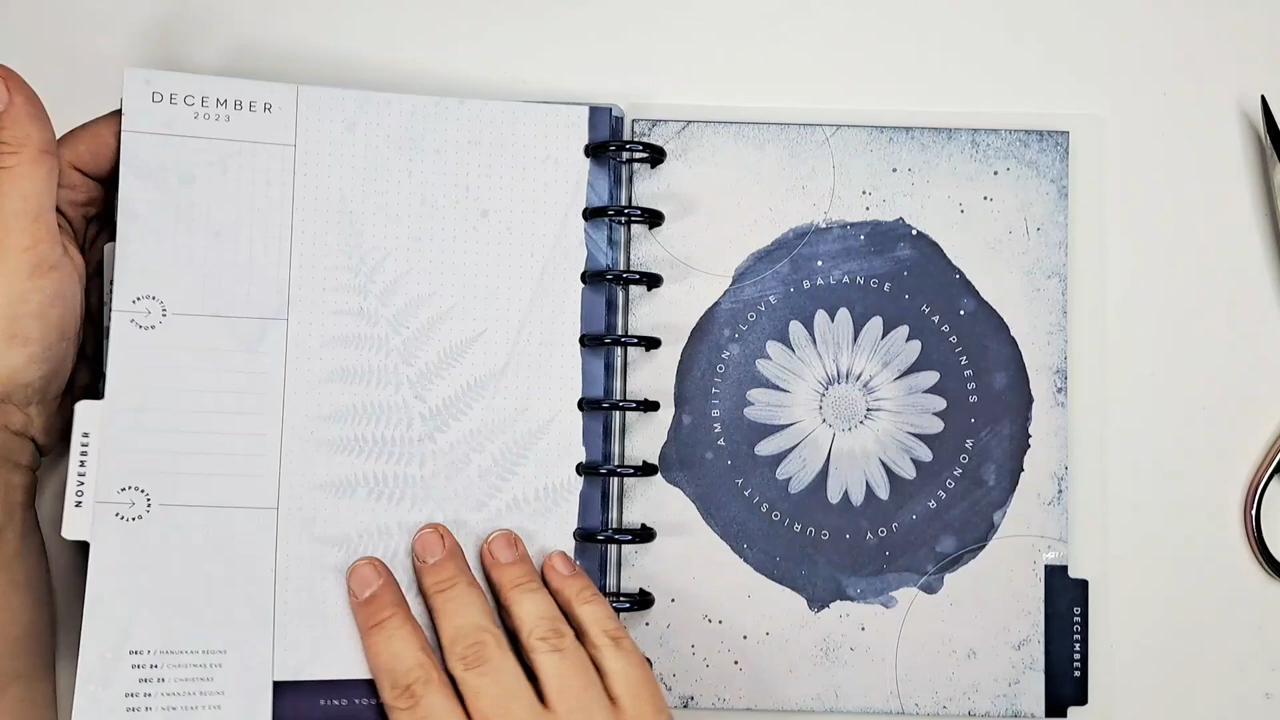 DECEMBER
2023
PRIORITIES • GOALS
NOVEMBER
IMPORTANT DATES
DEC 7 / HANUKKAH BEGINS
DEC 24 / CHRISTMAS EVE
DEC 25 / CHRISTMAS
DEC 26 / KWANZAA BEGINS
DEC 31 / NEW YEAR'S EVE
LOVE • BALANCE • HAPPINESS • WONDER • JOY • CURIOSITY • AMBITION •
DECEMBER